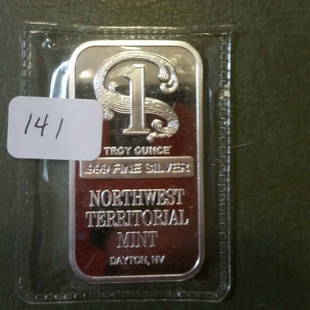 141
1
TROY OUNCE
.999 FINE SILVER
NORTHWEST
TERRITORIAL
MINT
DAYTON, NV